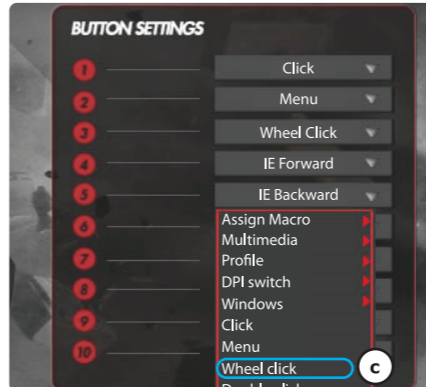 BUTTON SETTINGS
1 Click
2 Menu
3 Wheel Click
4 IE Forward
5 IE Backward
6 Assign Macro
Multimedia
7 Profile
8 DPI switch
Windows
9 Click
10 Menu
Wheel click c